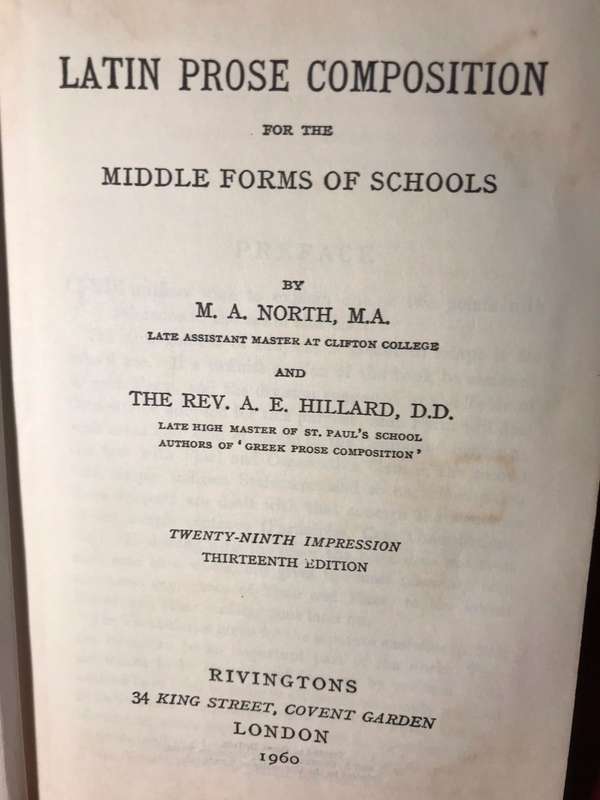 LATIN PROSE COMPOSITION
FOR THE
MIDDLE FORMS OF SCHOOLS
PREFACE
BY
M. A. NORTH, M.A.
LATE ASSISTANT MASTER AT CLIFTON COLLEGE
AND
THE REV. A. E. HILLARD, D.D.
LATE HIGH MASTER OF ST. PAUL'S SCHOOL
AUTHORS OF 'GREEK PROSE COMPOSITION'
TWENTY-NINTH IMPRESSION
THIRTEENTH EDITION
RIVINGTONS
34 KING STREET, COVENT GARDEN
LONDON
1960